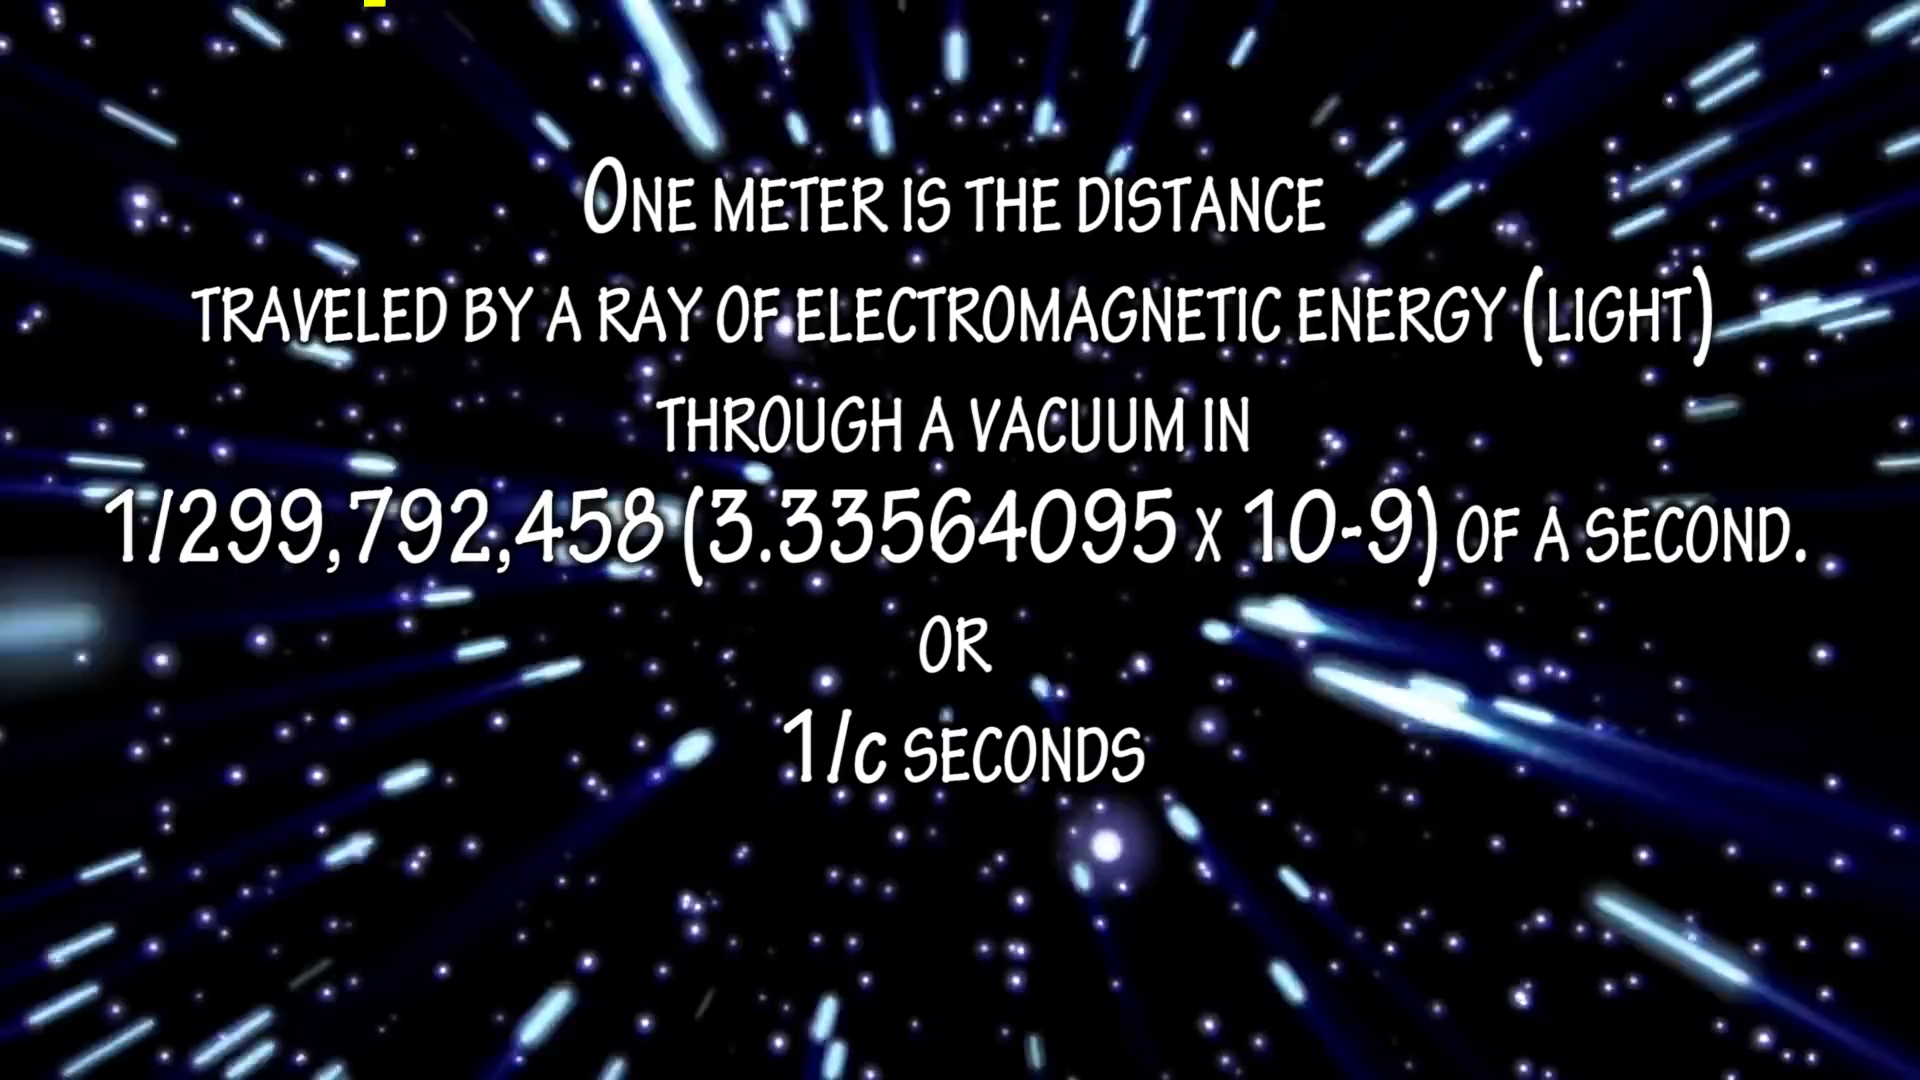 One meter is the distance
traveled by a ray of electromagnetic energy (light)
through a vacuum in
1/299,792,458 (3.33564095 x 10-9) of a second.
or
1/c seconds